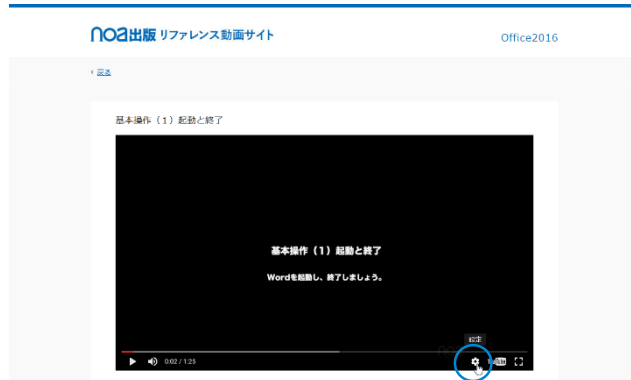 noa出版 リファレンス動画サイト
Office2016
戻る
基本操作（1）起動と終了
基本操作（1）起動と終了
Wordを起動し、終了しましょう。
設定
0:02 / 1:25